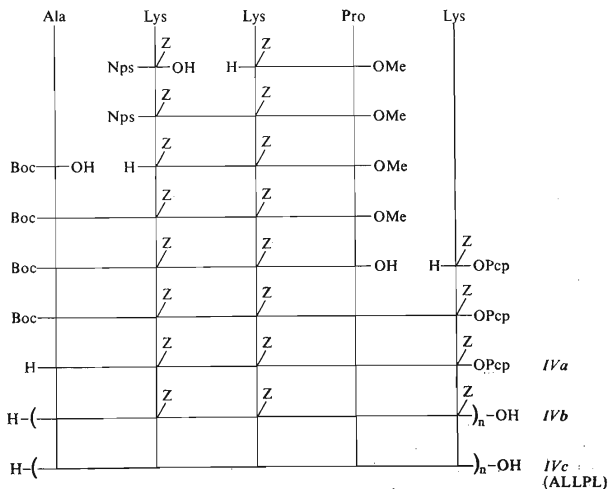 Ala Lys Lys Pro Lys
Z Z
Nps OH H OMe
Z Z
Nps OMe
Z Z
Boc OH H OMe
Z Z
Boc OMe
Z Z Z
Boc OH H OPcp
Z Z Z
Boc OPcp
Z Z Z
H OPcp IVa
Z Z Z
H-( )n-OH IVb
H-( )n-OH IVc
(ALLPL)